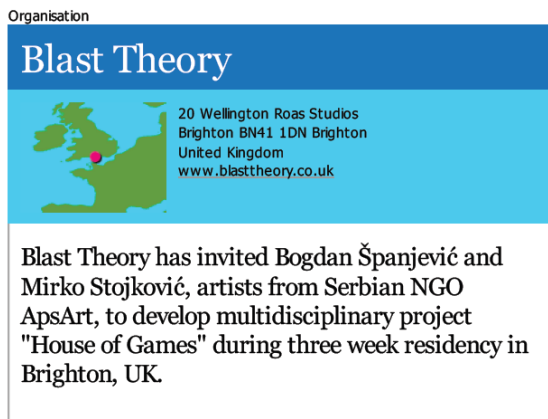 Organisation
Blast Theory
20 Wellington Roas Studios
Brighton BN41 1DN Brighton
United Kingdom
www.blasttheory.co.uk
Blast Theory has invited Bogdan Španjević and
Mirko Stojković, artists from Serbian NGO
ApsArt, to develop multidisciplinary project
"House of Games" during three week residency in
Brighton, UK.